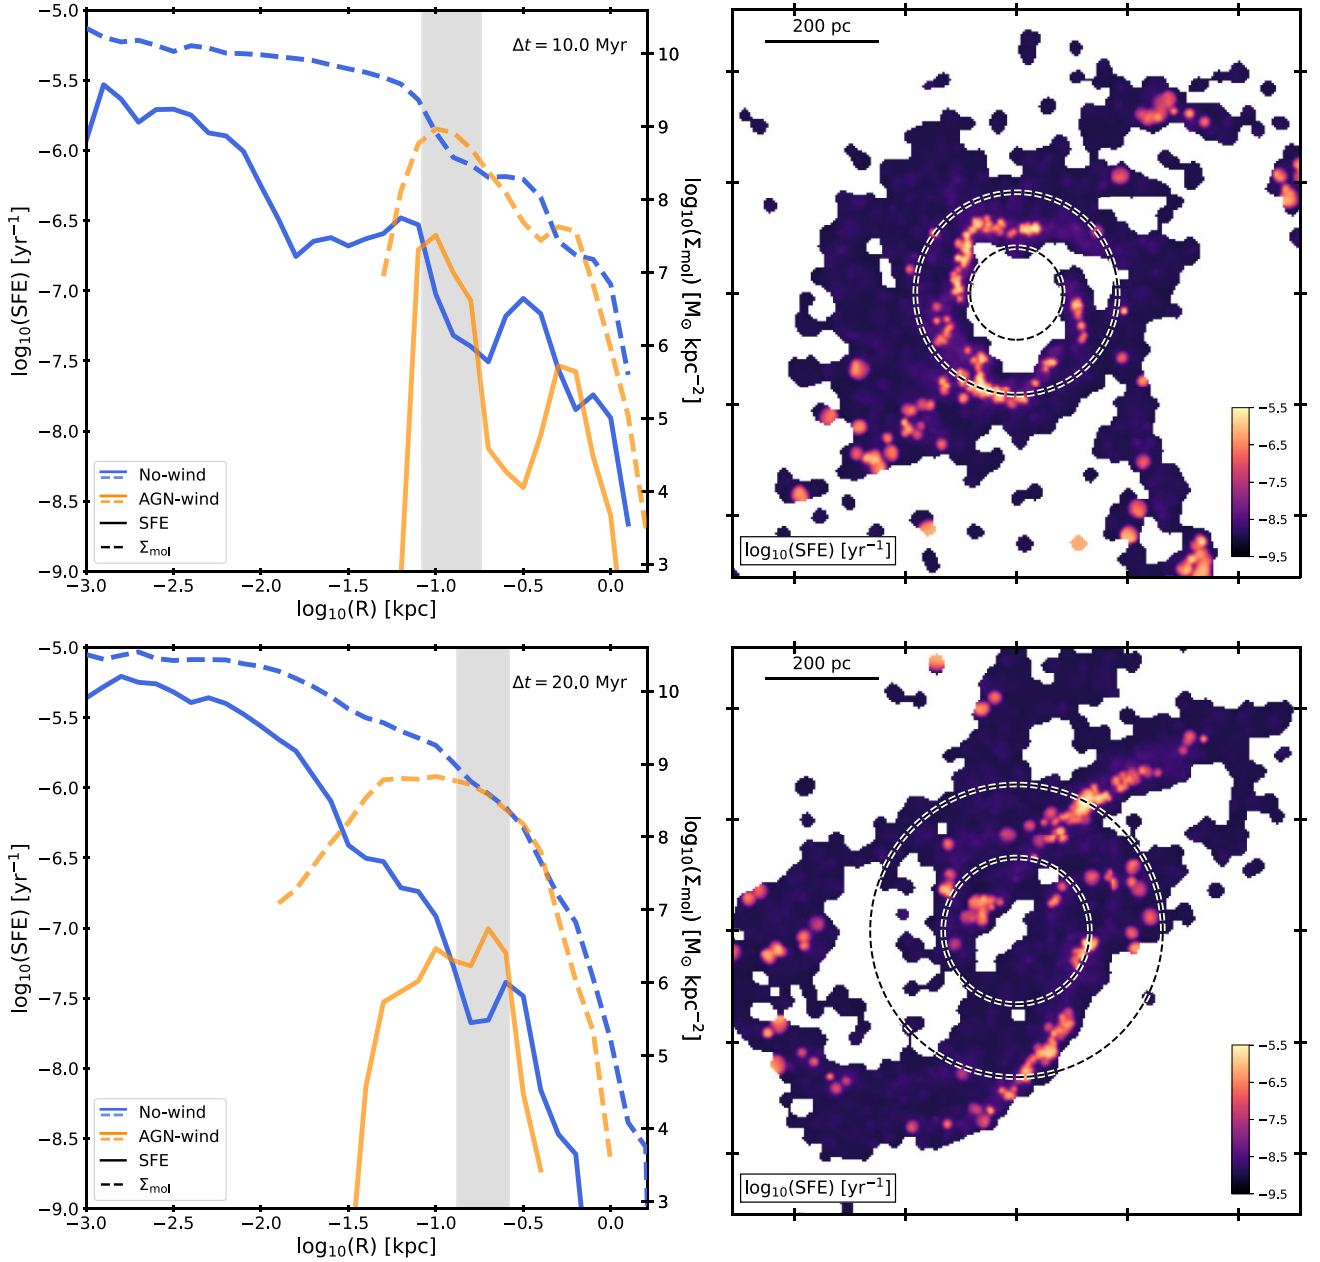 −5.0
−5.5
−6.0
−6.5
−7.0
−7.5
−8.0
−8.5
−9.0
log₁₀(SFE) [yr⁻¹]
Δt = 10.0 Myr
10
9
8
7
6
5
4
3
log₁₀(Σmol) [M⊙ kpc⁻²]
No-wind
AGN-wind
SFE
Σmol
−3.0 −2.5 −2.0 −1.5 −1.0 −0.5 0.0
log₁₀(R) [kpc]
200 pc
log₁₀(SFE) [yr⁻¹]
−5.5
−6.5
−7.5
−8.5
−9.5
−5.0
−5.5
−6.0
−6.5
−7.0
−7.5
−8.0
−8.5
−9.0
log₁₀(SFE) [yr⁻¹]
Δt = 20.0 Myr
10
9
8
7
6
5
4
3
log₁₀(Σmol) [M⊙ kpc⁻²]
No-wind
AGN-wind
SFE
Σmol
−3.0 −2.5 −2.0 −1.5 −1.0 −0.5 0.0
log₁₀(R) [kpc]
200 pc
log₁₀(SFE) [yr⁻¹]
−5.5
−6.5
−7.5
−8.5
−9.5